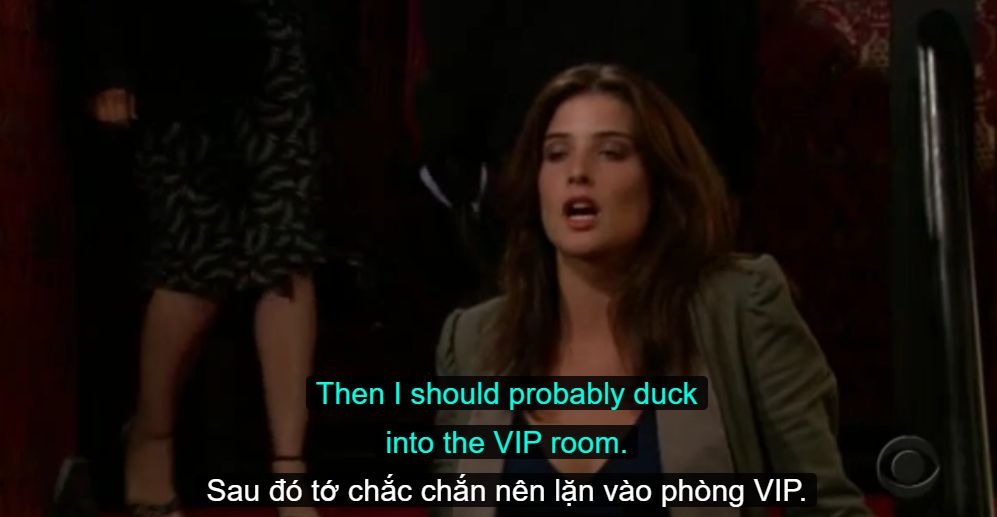 Then I should probably duck
into the VIP room.
Sau đó tớ chắc chắn nên lặn vào phòng VIP.